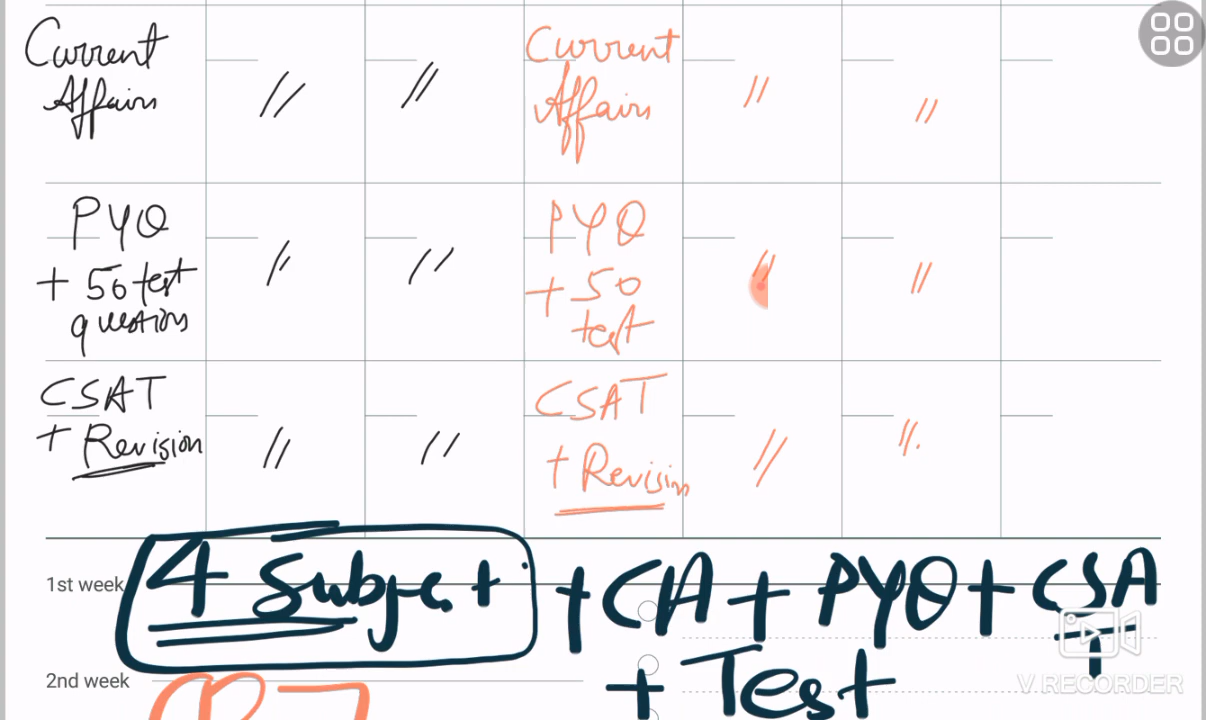 Current
Affairs
//
//
Current
Affairs
//
//
PYQ
+ 50 test
questions
//
//
PYQ
+ 50
test
//
//
CSAT
+ Revision
//
//
CSAT
+ Revision
//
//.
1st week
4 Subject + CA + PYQ + CSAT
+ Test
2nd week
V.RECORDER